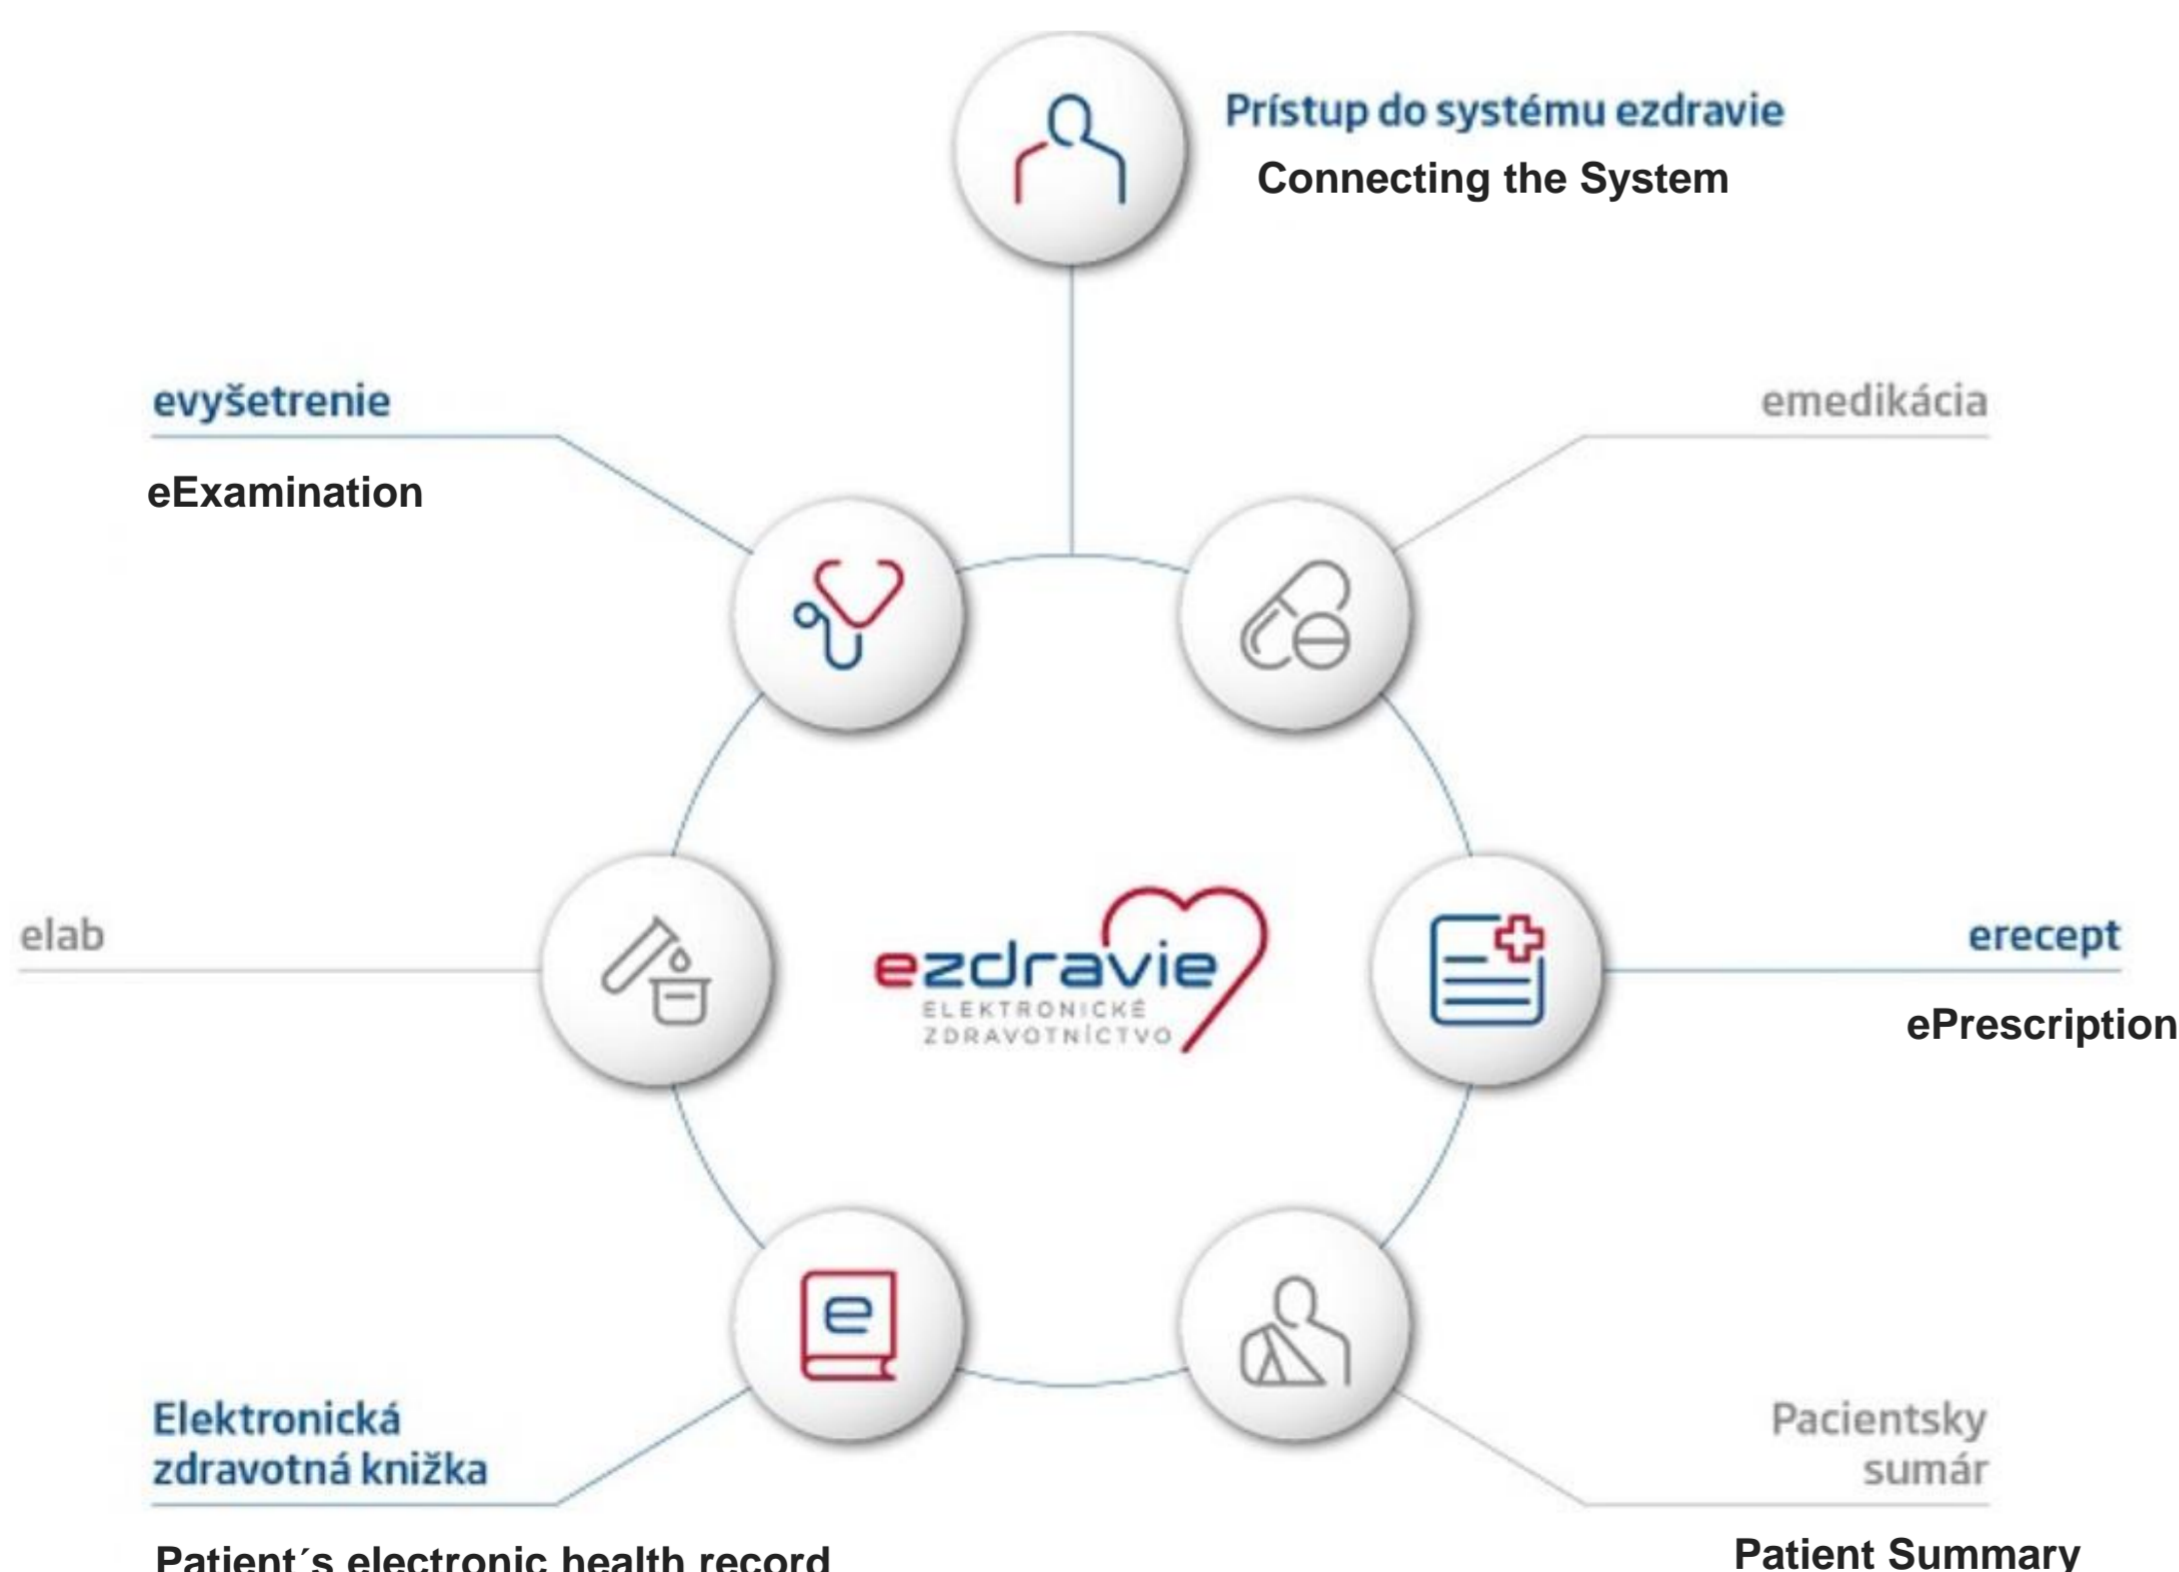 Prístup do systému ezdravie
Connecting the System
evyšetrenie
eExamination
emedikácia
elab
ezdravie
ELEKTRONICKÉ
ZDRAVOTNÍCTVO
erecept
ePrescription
e
Elektronická
zdravotná knižka
Patient´s electronic health record
Pacientsky
sumár
Patient Summary